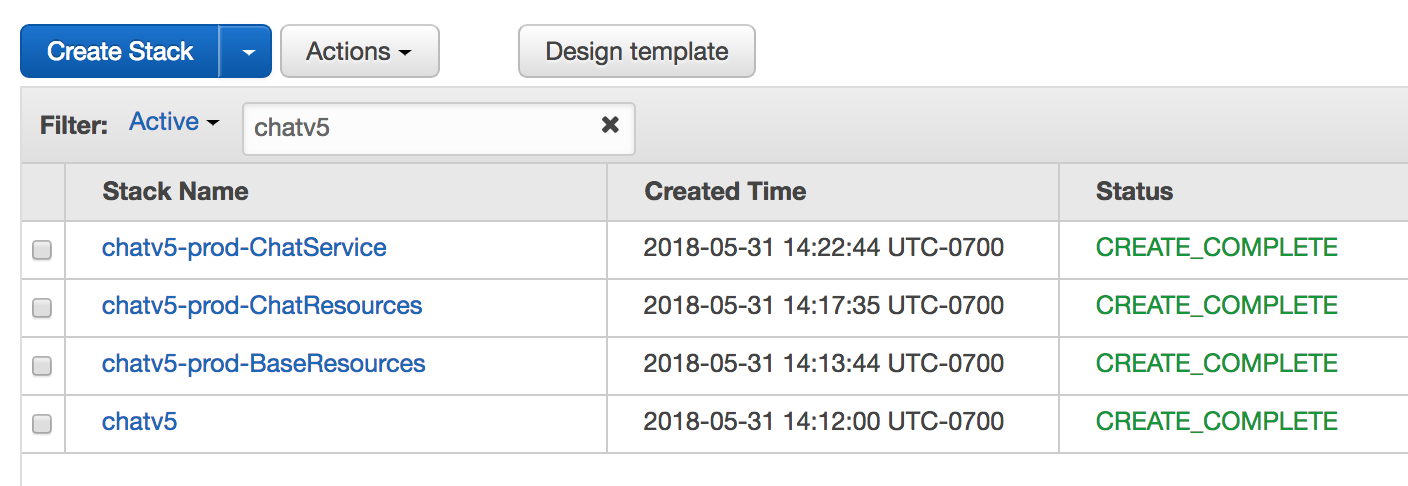 Create Stack Actions Design template
Filter: Active chatv5
Stack Name Created Time Status
chatv5-prod-ChatService 2018-05-31 14:22:44 UTC-0700 CREATE_COMPLETE
chatv5-prod-ChatResources 2018-05-31 14:17:35 UTC-0700 CREATE_COMPLETE
chatv5-prod-BaseResources 2018-05-31 14:13:44 UTC-0700 CREATE_COMPLETE
chatv5 2018-05-31 14:12:00 UTC-0700 CREATE_COMPLETE